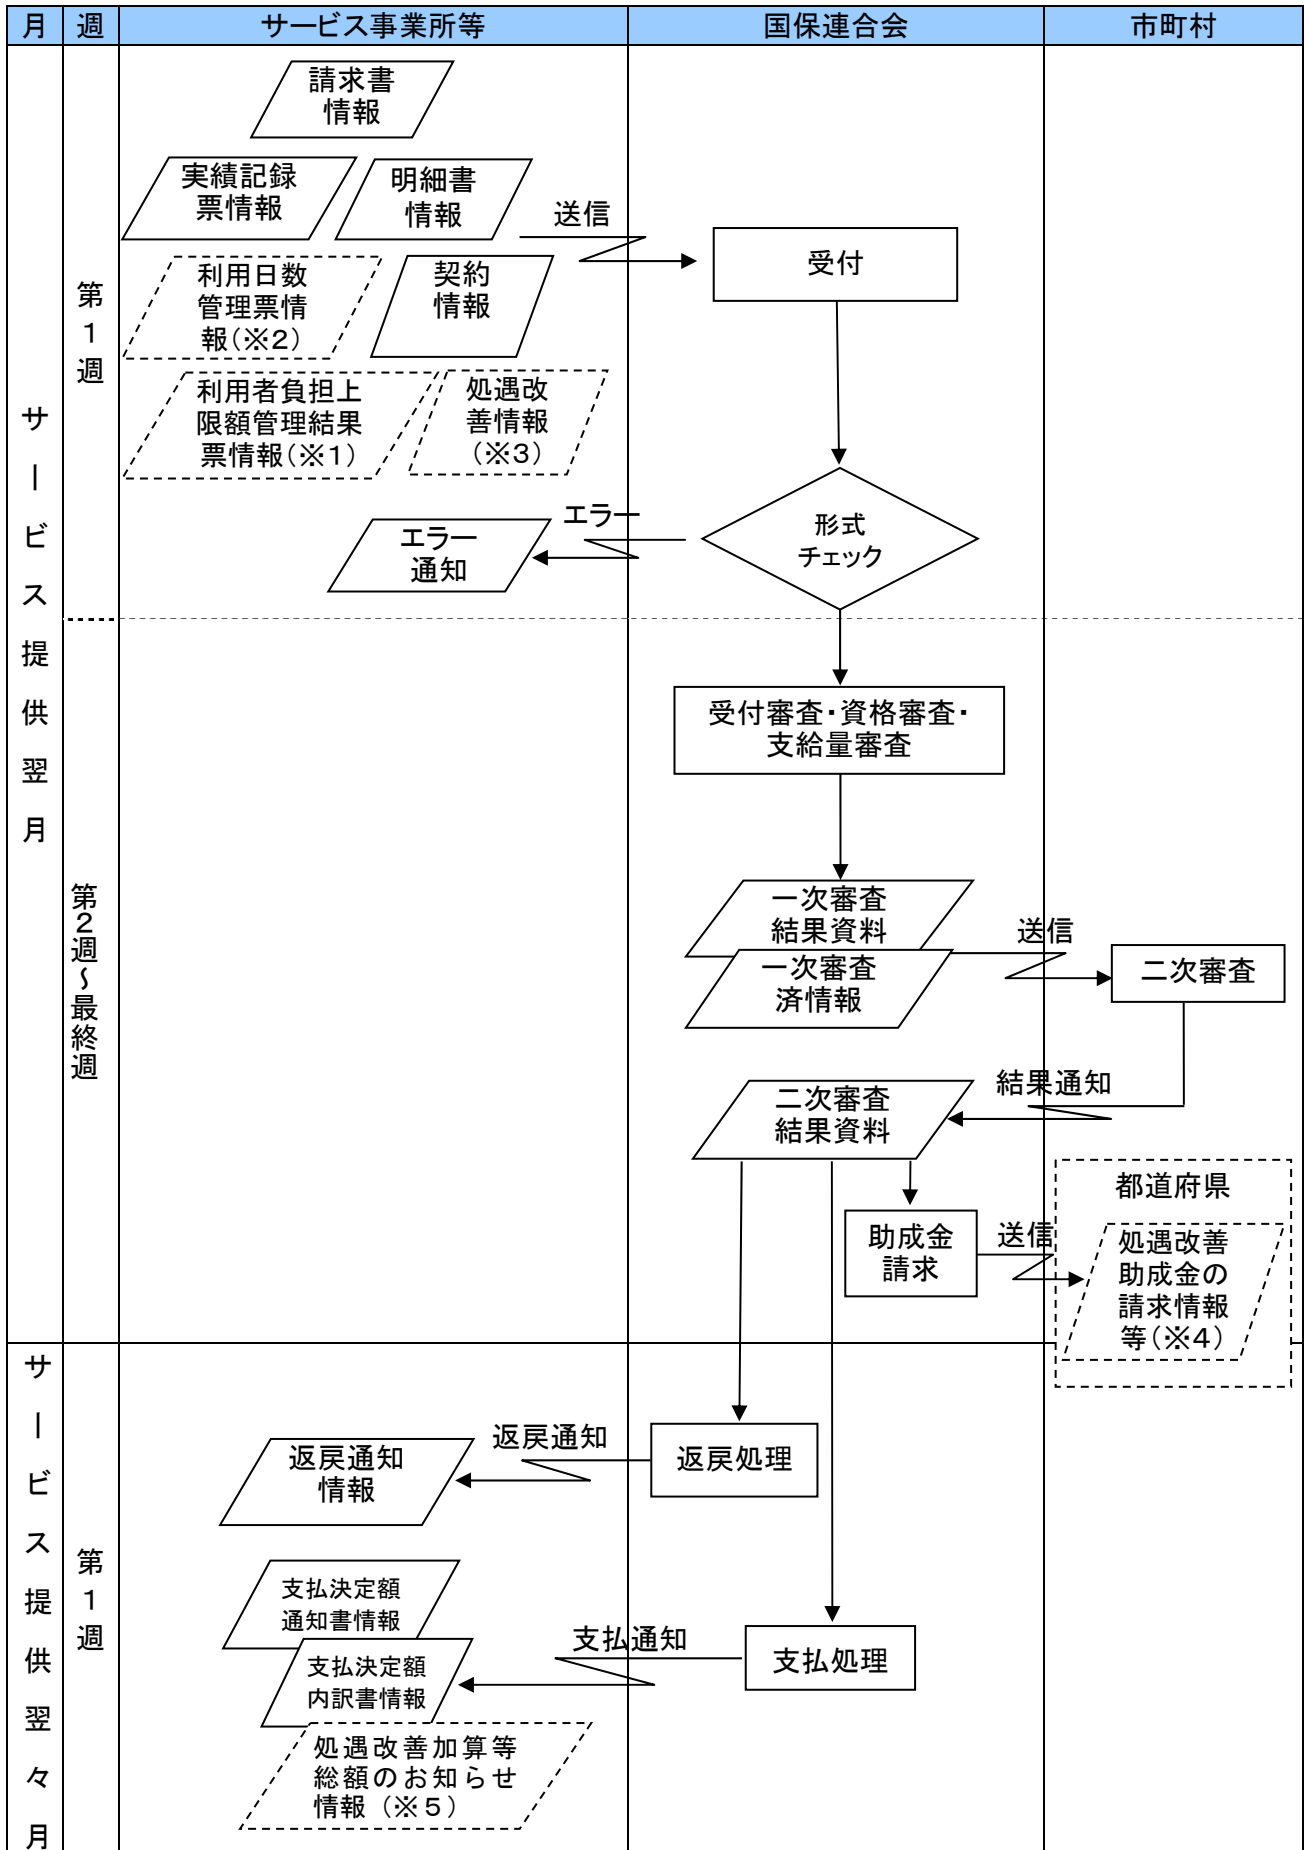 月 週 サービス事業所等 国保連合会 市町村
サービス提供翌月
第1週
請求書
情報
実績記録
票情報
明細書
情報
送信
受付
利用日数
管理票情
報(※2)
契約
情報
利用者負担上
限額管理結果
票情報(※1)
処遇改
善情報
(※3)
エラー
形式
チェック
エラー
通知
第2週~最終週
受付審査・資格審査・
支給量審査
一次審査
結果資料
一次審査
済情報
送信
二次審査
結果通知
二次審査
結果資料
助成金
請求
送信
都道府県
処遇改善
助成金の
請求情報
等(※4)
サービス提供翌々月
第1週
返戻処理
返戻通知
返戻通知
情報
支払決定額
通知書情報
支払決定額
内訳書情報
支払通知
支払処理
処遇改善加算等
総額のお知らせ
情報(※5)